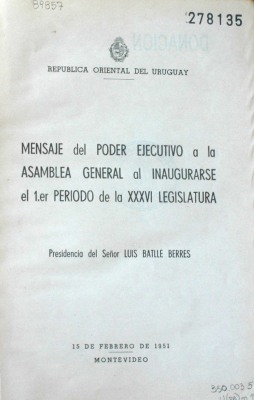 84857
278135
REPUBLICA ORIENTAL DEL URUGUAY
MENSAJE del PODER EJECUTIVO a la
ASAMBLEA GENERAL al INAUGURARSE
el 1.er PERIODO de la XXXVI LEGISLATURA
Presidencia del Señor LUIS BATLLE BERRES
15 DE FEBRERO DE 1951
MONTEVIDEO